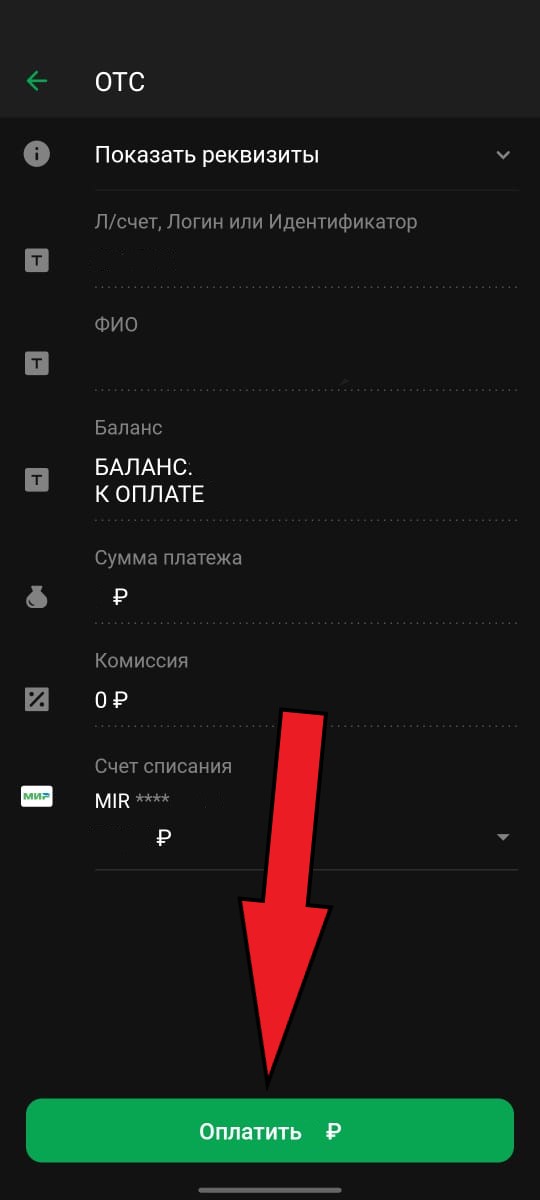 ОТС
Показать реквизиты
Л/счет, Логин или Идентификатор
ФИО
Баланс
БАЛАНС.
К ОПЛАТЕ
Сумма платежа
₽
Комиссия
0 ₽
Счет списания
МИР
MIR ****
₽
Оплатить ₽